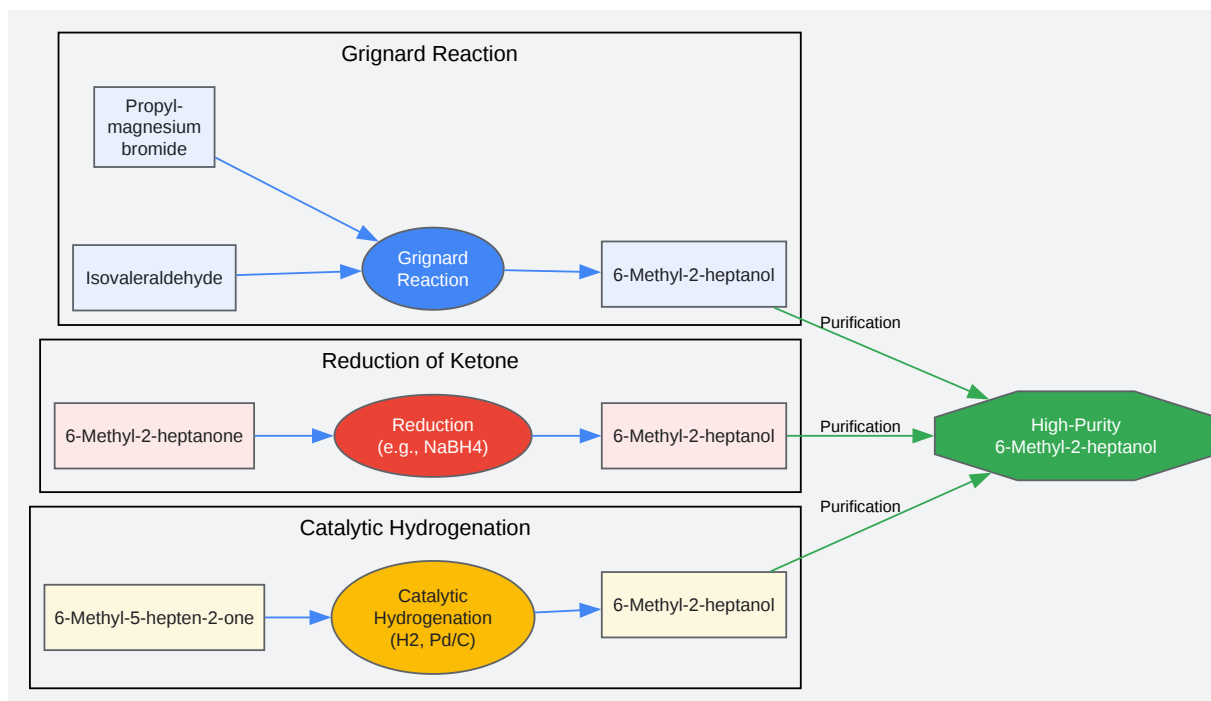 Grignard Reaction
Propyl-
magnesium
bromide
Isovaleraldehyde
Grignard
Reaction
6-Methyl-2-heptanol
Purification
Reduction of Ketone
6-Methyl-2-heptanone
Reduction
(e.g., NaBH4)
6-Methyl-2-heptanol
Purification
High-Purity
6-Methyl-2-heptanol
Catalytic Hydrogenation
6-Methyl-5-hepten-2-one
Catalytic
Hydrogenation
(H2, Pd/C)
6-Methyl-2-heptanol
Purification